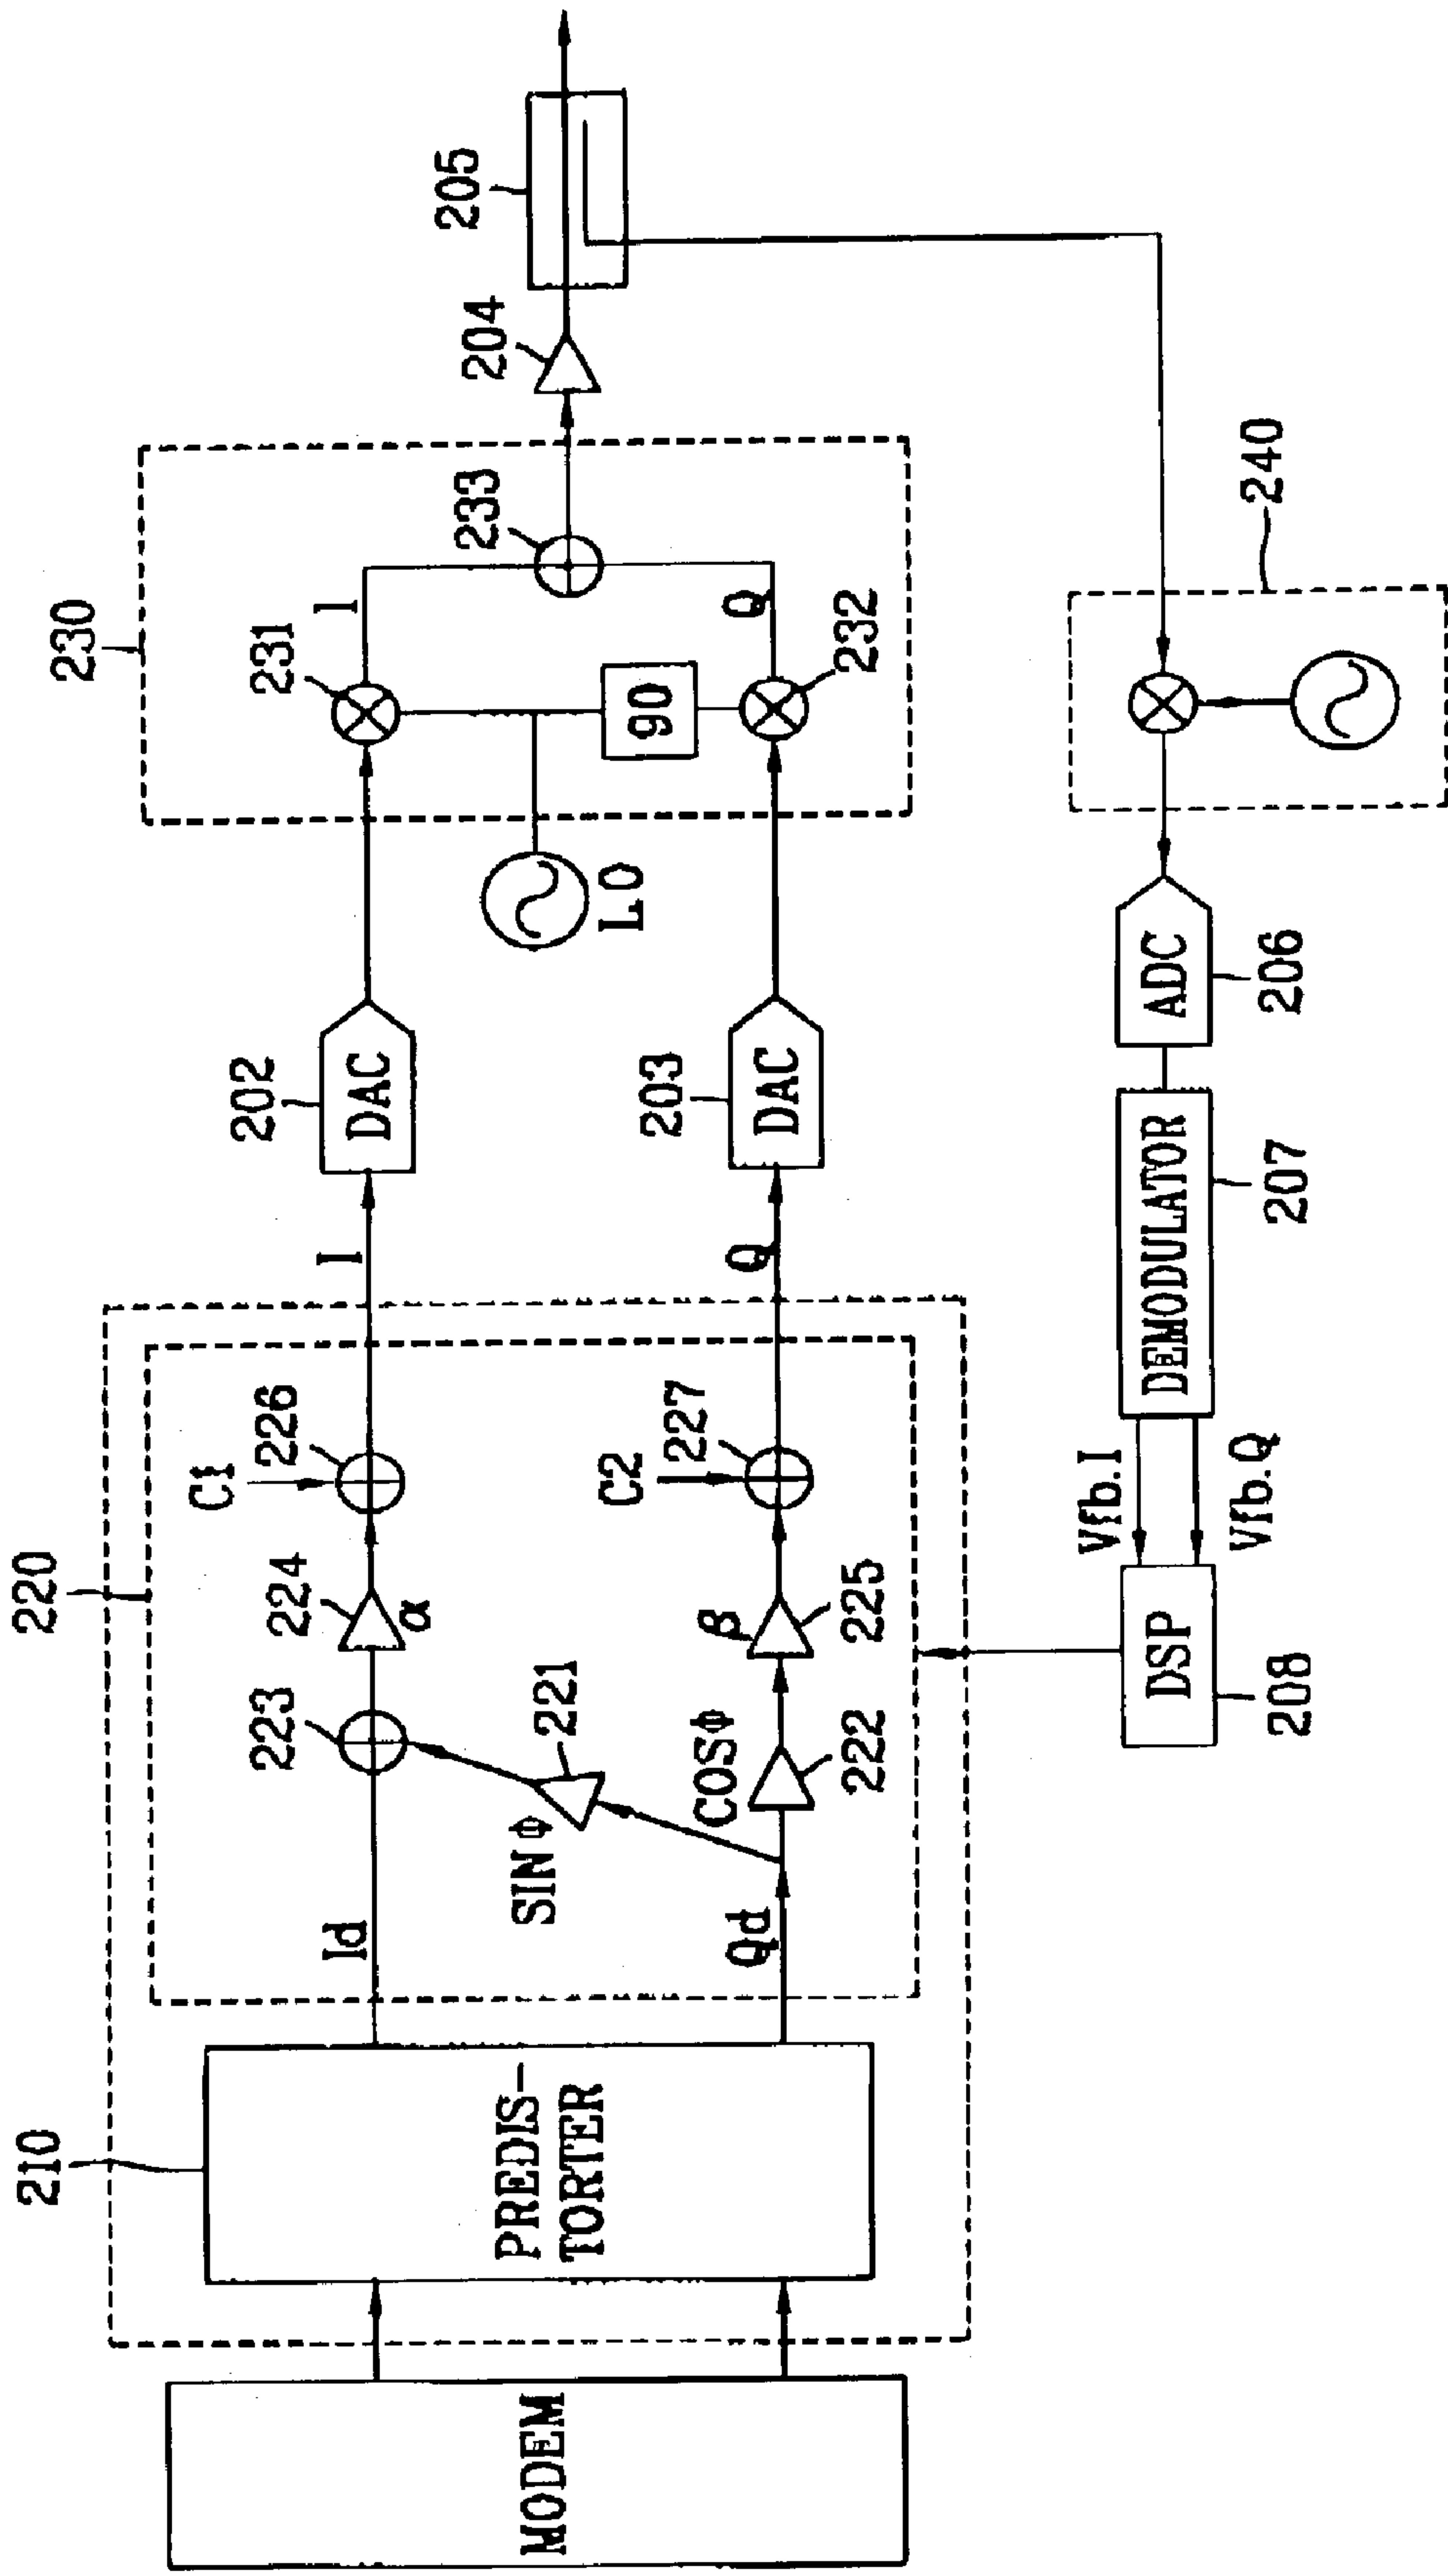 MODEM
210
PREDIS-
TORTER
220
Id
Qd
SIN Φ
221
COSΦ
222
223
224
α
β
225
C1
226
C2
227
I
Q
202
DAC
203
DAC
LO
230
231
I
90
Q
232
233
204
205
240
ADC
206
DEMODULATOR
207
Vfb.I
Vfb.Q
DSP
208